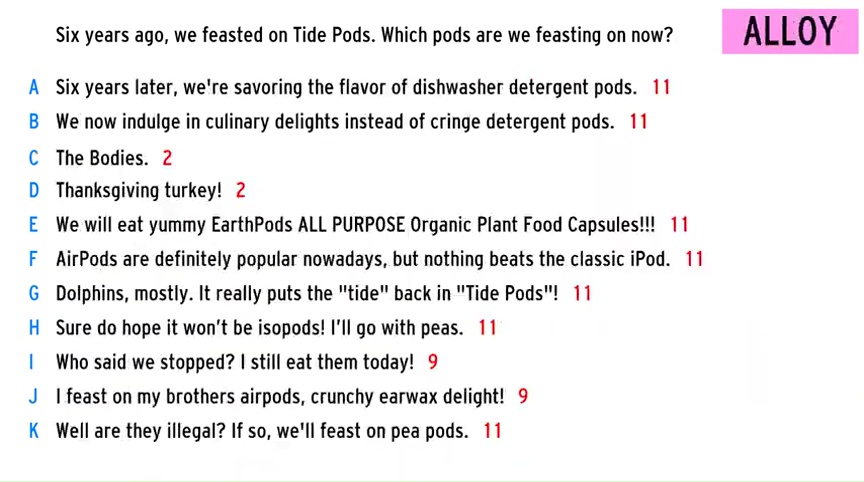 Six years ago, we feasted on Tide Pods. Which pods are we feasting on now?
ALLOY
A Six years later, we're savoring the flavor of dishwasher detergent pods. 11
B We now indulge in culinary delights instead of cringe detergent pods. 11
C The Bodies. 2
D Thanksgiving turkey! 2
E We will eat yummy EarthPods ALL PURPOSE Organic Plant Food Capsules!!! 11
F AirPods are definitely popular nowadays, but nothing beats the classic iPod. 11
G Dolphins, mostly. It really puts the "tide" back in "Tide Pods"! 11
H Sure do hope it won’t be isopods! I’ll go with peas. 11
I Who said we stopped? I still eat them today! 9
J I feast on my brothers airpods, crunchy earwax delight! 9
K Well are they illegal? If so, we'll feast on pea pods. 11